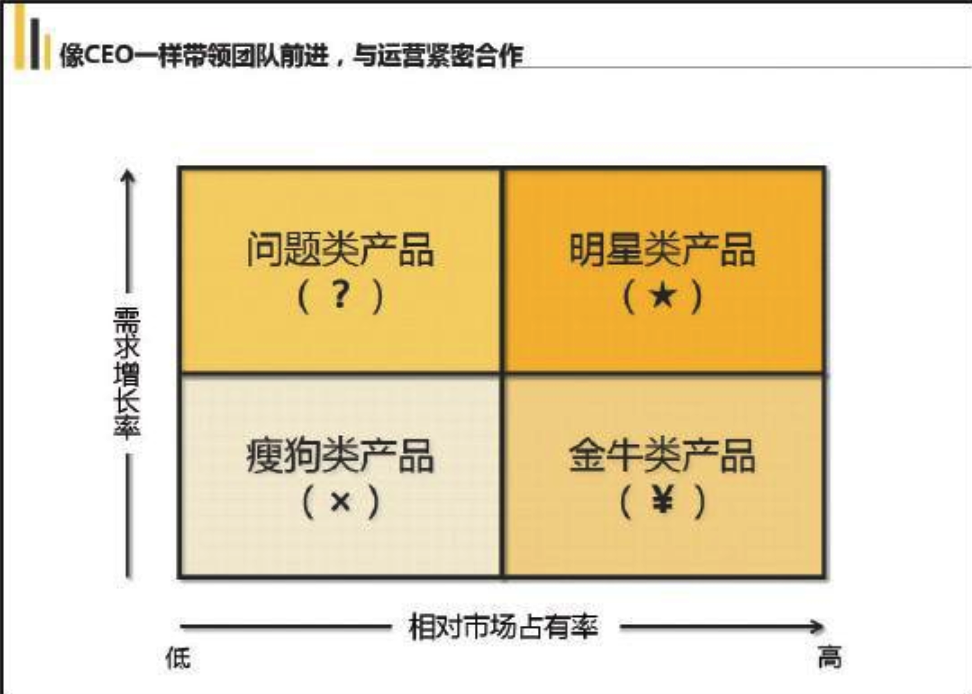 像CEO一样带领团队前进，与运营紧密合作
问题类产品
（ ? ）
明星类产品
（ ★ ）
需求增长率
瘦狗类产品
（ × ）
金牛类产品
（ ¥ ）
相对市场占有率
低
高